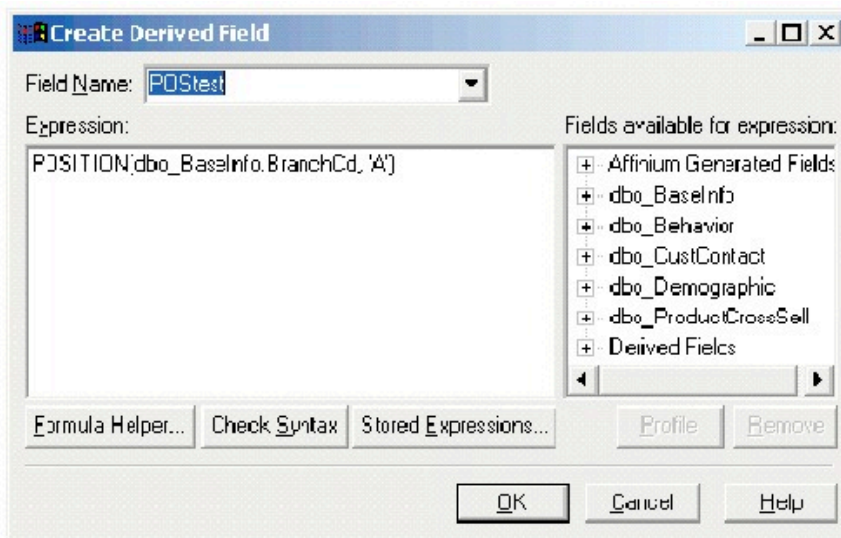 Create Derived Field
Field Name: POStest
Expression:
Fields available for expression:
POSITION(dbo_BaseInfo.BranchCd, 'A')
Affinium Generated Fields
dbo_BaseInfo
dbo_Behavior
dbo_CustContact
dbo_Demographic
dbo_ProductCrossSell
Derived Fields
Formula Helper... Check Syntax Stored Expressions... Profile Remove
OK Cancel Help